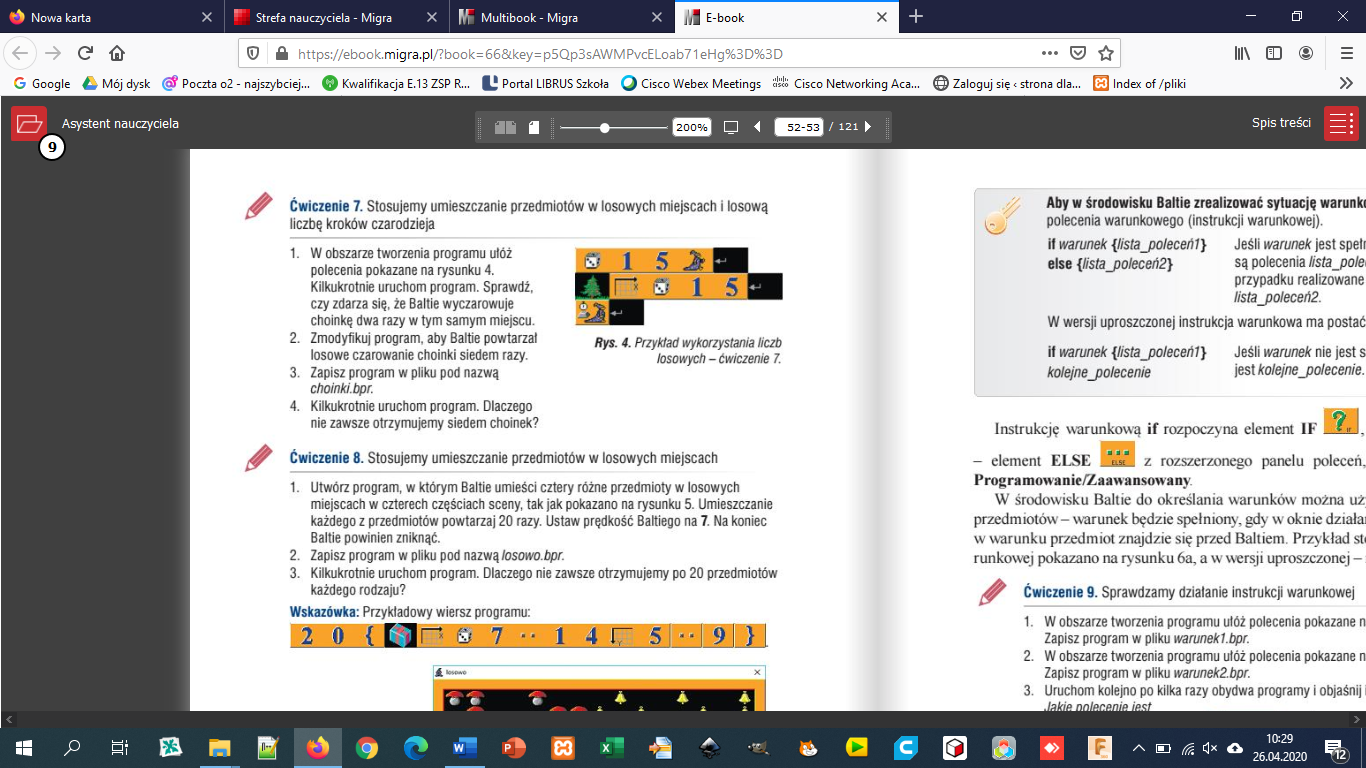 Nowa karta
Strefa nauczyciela - Migra
Multibook - Migra
E-book
https://ebook.migra.pl/?book=66&key=p5Qp3sAWMPvcELoab71eHg%3D%3D
Google
Mój dysk
Poczta o2 - najszybciej...
Kwalifikacja E.13 ZSP R...
Portal LIBRUS Szkoła
Cisco Webex Meetings
Cisco Networking Aca...
Zaloguj się ‹ strona dla...
Index of /pliki
Asystent nauczyciela
9
200%
52-53 / 121
Spis treści
Ćwiczenie 7. Stosujemy umieszczanie przedmiotów w losowych miejscach i losową
liczbę kroków czarodzieja
1. W obszarze tworzenia programu ułóż
polecenia pokazane na rysunku 4.
Kilkukrotnie uruchom program. Sprawdź,
czy zdarza się, że Baltie wyczarowuje
choinkę dwa razy w tym samym miejscu.
2. Zmodyfikuj program, aby Baltie powtarzał
losowe czarowanie choinki siedem razy.
3. Zapisz program w pliku pod nazwą
choinki.bpr.
4. Kilkukrotnie uruchom program. Dlaczego
nie zawsze otrzymujemy siedem choinek?
1 5
X 1 5
Rys. 4. Przykład wykorzystania liczb
losowych – ćwiczenie 7.
Ćwiczenie 8. Stosujemy umieszczanie przedmiotów w losowych miejscach
1. Utwórz program, w którym Baltie umieści cztery różne przedmioty w losowych
miejscach w czterech częściach sceny, tak jak pokazano na rysunku 5. Umieszczanie
każdego z przedmiotów powtarzaj 20 razy. Ustaw prędkość Baltiego na 7. Na koniec
Baltie powinien zniknąć.
2. Zapisz program w pliku pod nazwą losowo.bpr.
3. Kilkukrotnie uruchom program. Dlaczego nie zawsze otrzymujemy po 20 przedmiotów
każdego rodzaju?
Wskazówka: Przykładowy wiersz programu:
2 0 { X 7 .. 1 4 Y 5 .. 9 } .
losowo
Aby w środowisku Baltie zrealizować sytuację warunko
polecenia warunkowego (instrukcji warunkowej).
if warunek {lista_poleceń1} Jeśli warunek jest spełn
else {lista_poleceń2} są polecenia lista_pole
przypadku realizowane
lista_poleceń2.
W wersji uproszczonej instrukcja warunkowa ma postać
if warunek {lista_poleceń1} Jeśli warunek nie jest s
kolejne_polecenie jest kolejne_polecenie.
Instrukcję warunkową if rozpoczyna element IF ? IF ,
– element ELSE ELSE z rozszerzonego panelu poleceń,
Programowanie/Zaawansowany.
W środowisku Baltie do określania warunków można uży
przedmiotów – warunek będzie spełniony, gdy w oknie działan
w warunku przedmiot znajdzie się przed Baltiem. Przykład sto
runkowej pokazano na rysunku 6a, a w wersji uproszczonej –
Ćwiczenie 9. Sprawdzamy działanie instrukcji warunkowej
1. W obszarze tworzenia programu ułóż polecenia pokazane n
Zapisz program w pliku warunek1.bpr.
2. W obszarze tworzenia programu ułóż polecenia pokazane n
Zapisz program w pliku warunek2.bpr.
3. Uruchom kolejno po kilka razy obydwa programy i objaśnij i
Jakie polecenie jest
10:29
26.04.2020
12